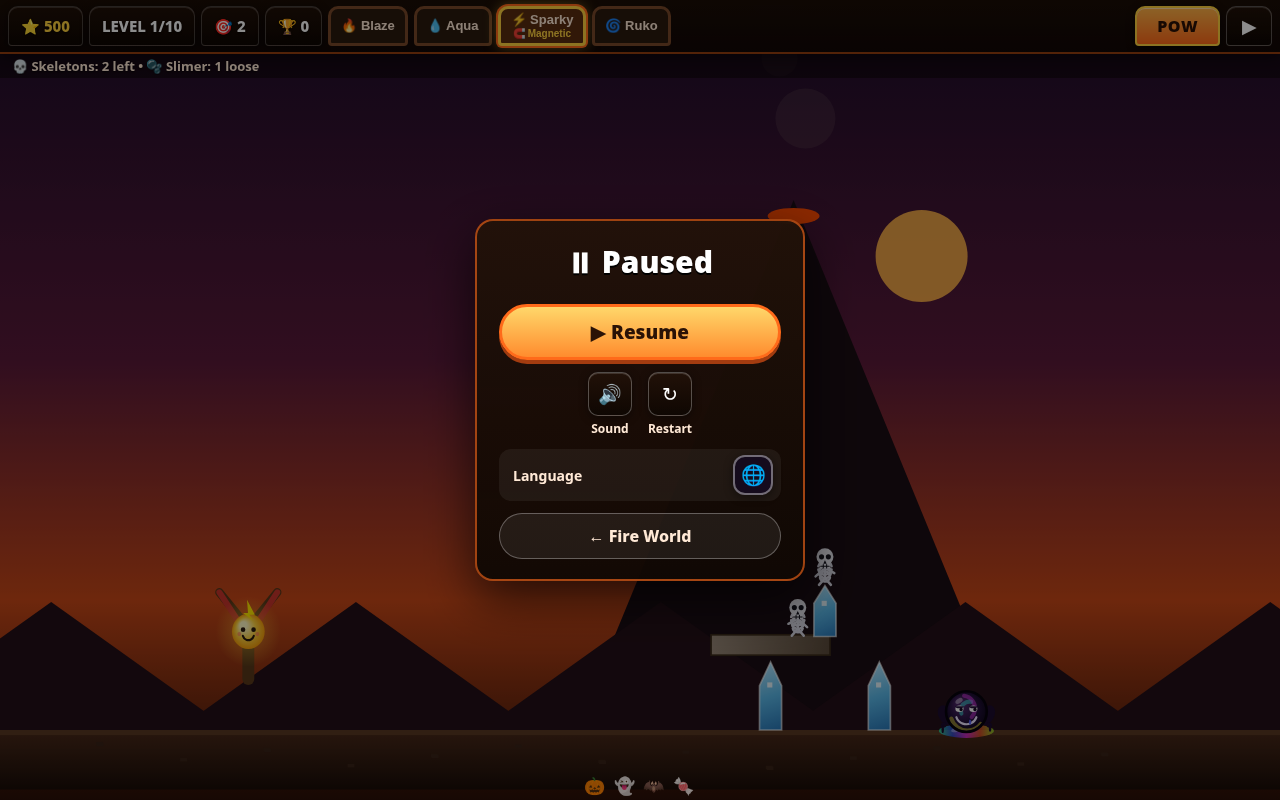 500
LEVEL 1/10
2
0
Blaze
Aqua
Sparky
Magnetic
Ruko
POW
Skeletons: 2 left • Slimer: 1 loose
Paused
Resume
Sound
Restart
Language
← Fire World